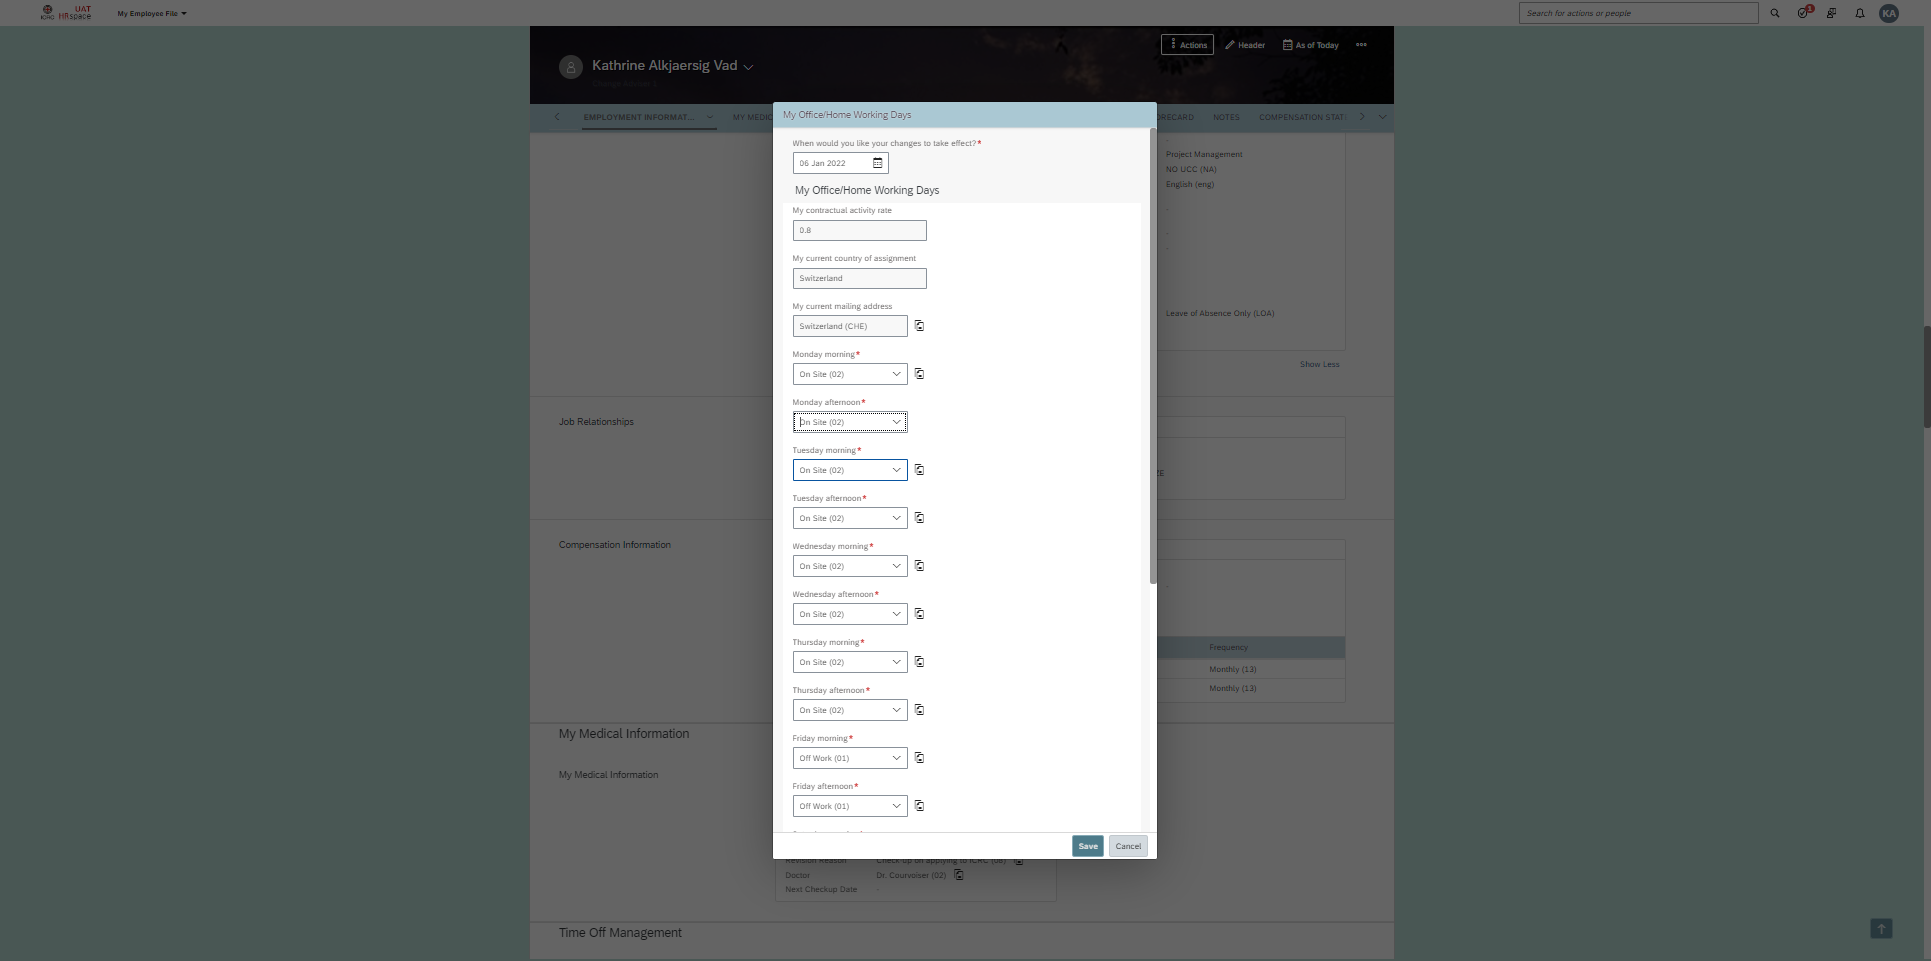 UAT
ICRC HRspace
My Employee File
Search for actions or people
1
KA
Actions
Header
As of Today
Kathrine Alkjaersig Vad
EMPLOYMENT INFORMAT...
MY MEDIC
ORECARD
NOTES
COMPENSATION STAT
My Office/Home Working Days
When would you like your changes to take effect?*
06 Jan 2022
My Office/Home Working Days
My contractual activity rate
0.8
My current country of assignment
Switzerland
My current mailing address
Switzerland (CHE)
Monday morning*
On Site (02)
Monday afternoon*
On Site (02)
Tuesday morning*
On Site (02)
Tuesday afternoon*
On Site (02)
Wednesday morning*
On Site (02)
Wednesday afternoon*
On Site (02)
Thursday morning*
On Site (02)
Thursday afternoon*
On Site (02)
Friday morning*
Off Work (01)
Friday afternoon*
Off Work (01)
Save
Cancel
Project Management
NO UCC (NA)
English (eng)
Leave of Absence Only (LOA)
Show Less
Job Relationships
Compensation Information
Frequency
Monthly (13)
Monthly (13)
My Medical Information
My Medical Information
Revision Reason
Check up on applying to ICRC (06)
Doctor
Dr. Courvoiser (02)
Next Checkup Date
-
Time Off Management